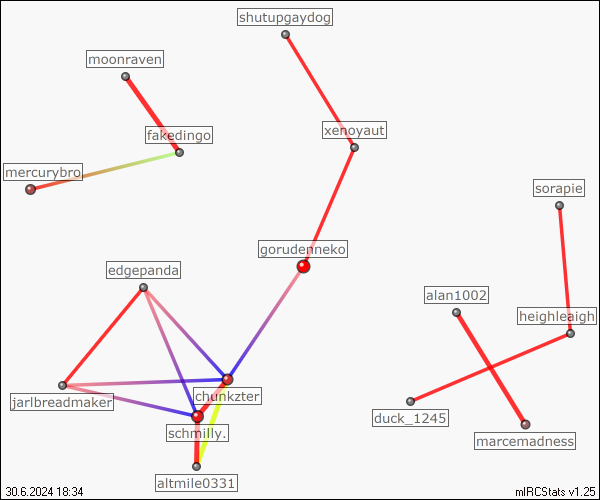 shutupgaydog
moonraven
fakedingo
xenoyaut
mercurybro
sorapie
gorudenneko
edgepanda
alan1002
heighleaigh
chunkzter
jarlbreadmaker
duck_1245
schmilly.
marcemadness
altmile0331
30.6.2024 18:34
mIRCStats v1.25